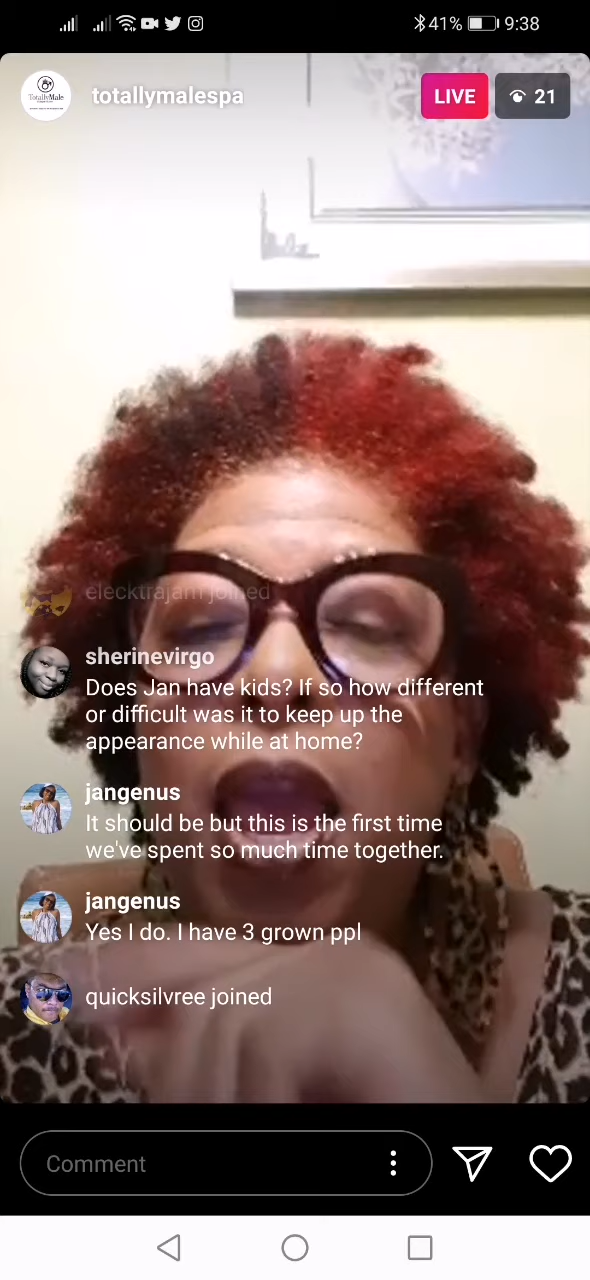 41% 9:38
TotallyMale
totallymalespa
LIVE
21
elecktrajam joined
sherinevirgo
Does Jan have kids? If so how different
or difficult was it to keep up the
appearance while at home?
jangenus
It should be but this is the first time
we've spent so much time together.
jangenus
Yes I do. I have 3 grown ppl
quicksilvree joined
Comment